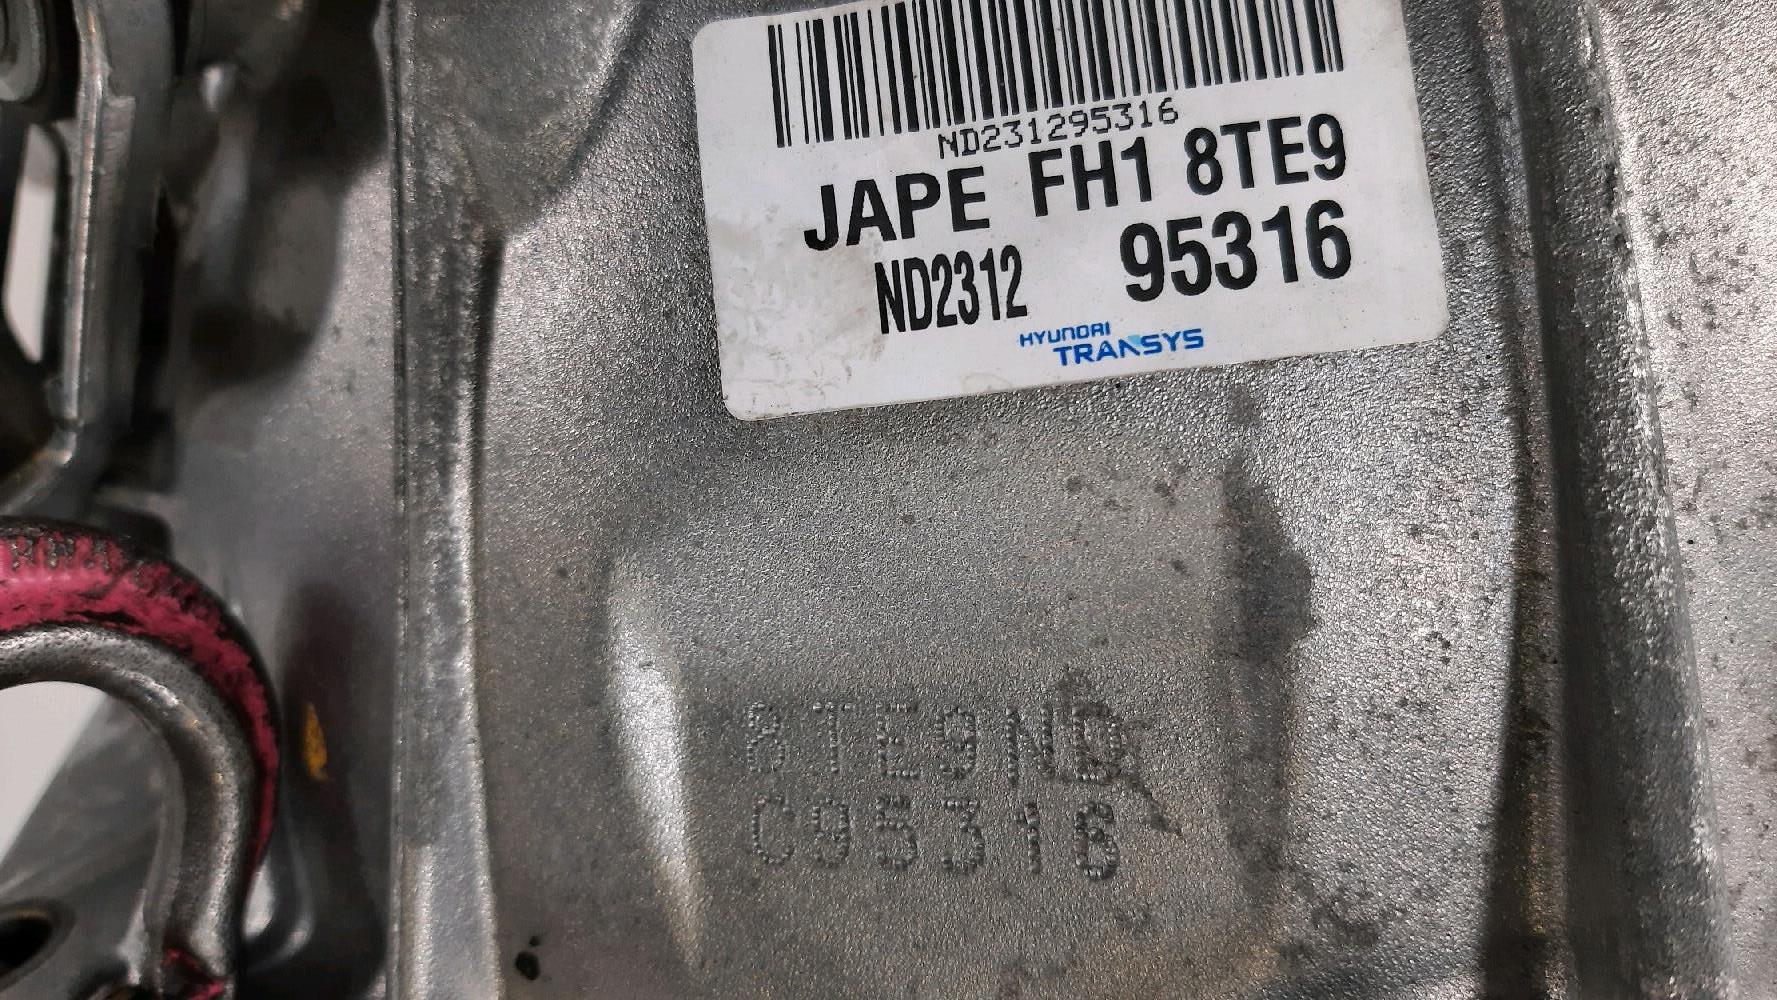 ND231295316
JAPE FH1 8TE9
ND2312 95316
HYUNDAI
TRANSYS
8TE9ND
C95316